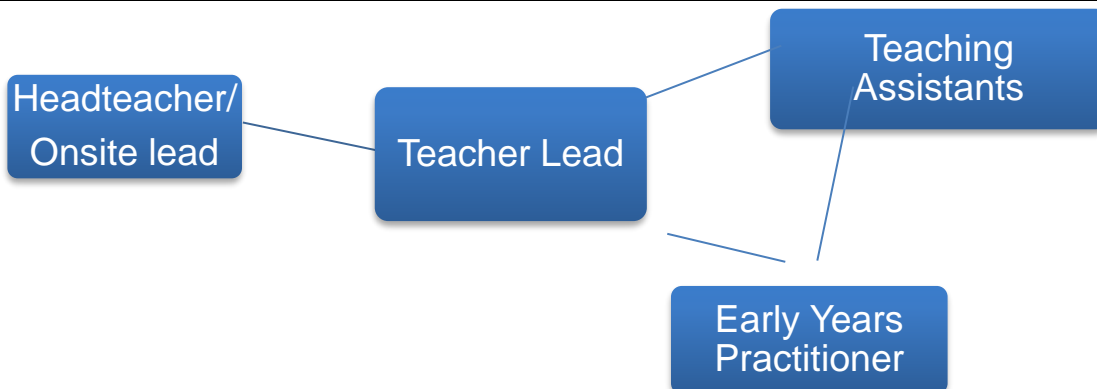 Headteacher/
Onsite lead
Teacher Lead
Teaching
Assistants
Early Years
Practitioner